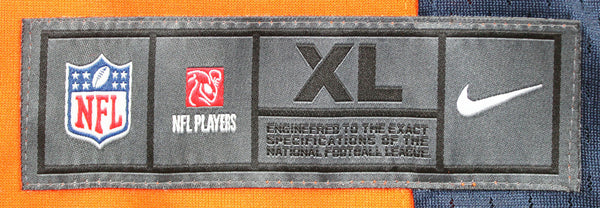 NFL
NFL PLAYERS
XL
ENGINEERED TO THE EXACT
SPECIFICATIONS OF THE
NATIONAL FOOTBALL LEAGUE.